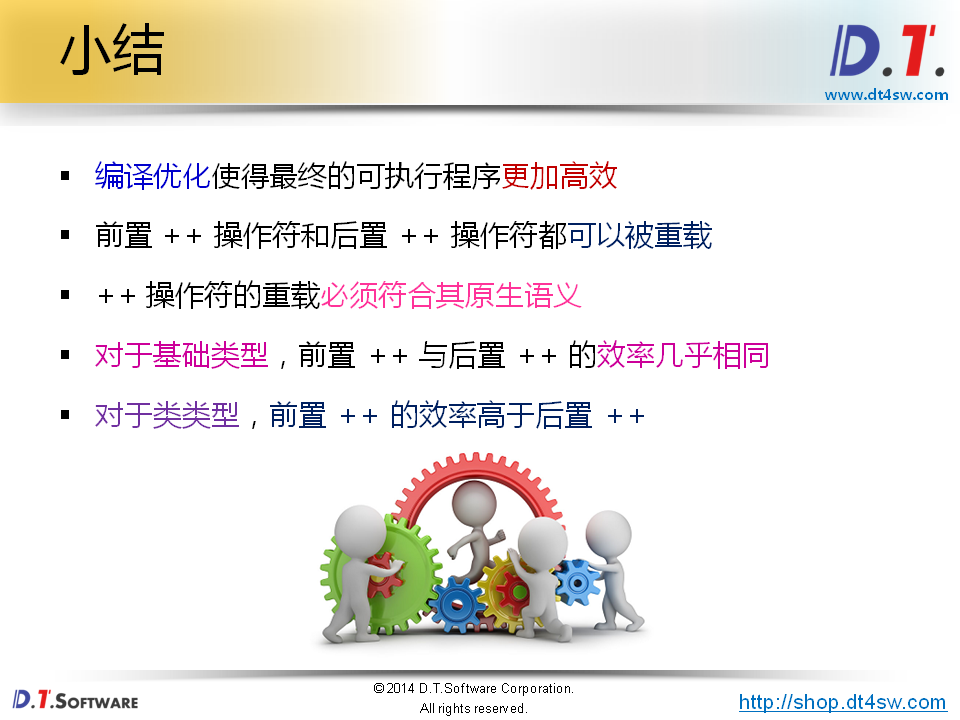 小结
D.T.
www.dt4sw.com
▪ 编译优化使得最终的可执行程序更加高效
▪ 前置 ++ 操作符和后置 ++ 操作符都可以被重载
▪ ++ 操作符的重载必须符合其原生语义
▪ 对于基础类型，前置 ++ 与后置 ++ 的效率几乎相同
▪ 对于类类型，前置 ++ 的效率高于后置 ++
D.T.SOFTWARE
©2014 D.T.Software Corporation.
All rights reserved.
http://shop.dt4sw.com